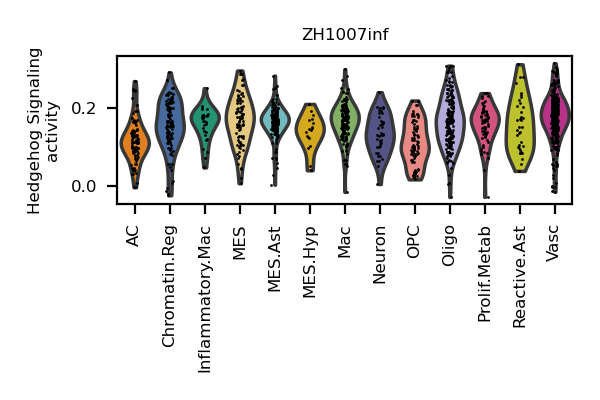 ZH1007inf
Hedgehog Signaling
activity
0.2
0.0
AC
Chromatin.Reg
Inflammatory.Mac
MES
MES.Ast
MES.Hyp
Mac
Neuron
OPC
Oligo
Prolif.Metab
Reactive.Ast
Vasc